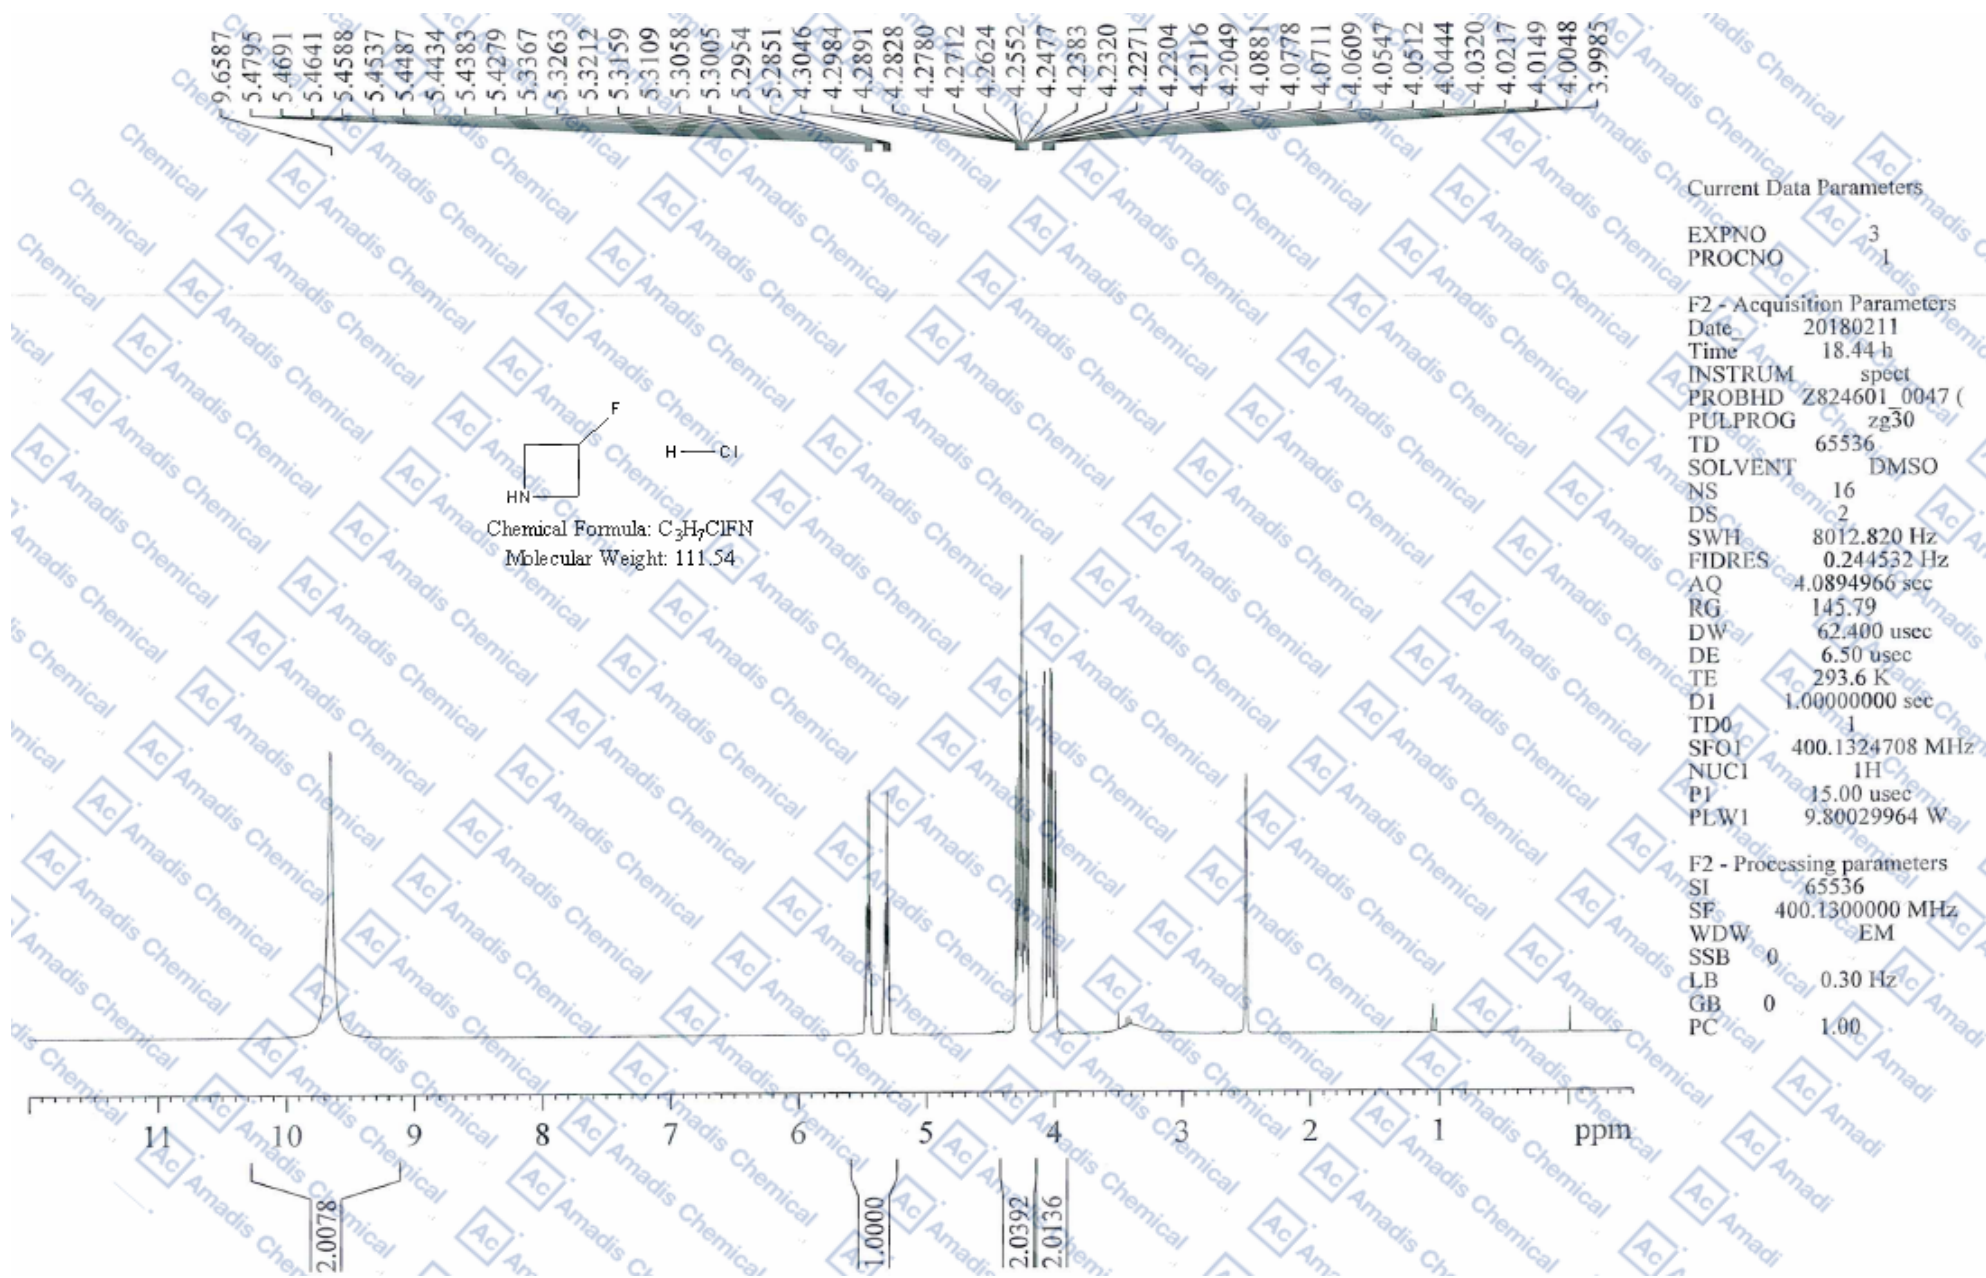 9.6587
5.4795
5.4691
5.4641
5.4588
5.4537
5.4487
5.4434
5.4383
5.4279
5.3367
5.3263
5.3212
5.3159
5.3109
5.3058
5.3005
5.2954
5.2851
4.3046
4.2984
4.2891
4.2828
4.2780
4.2712
4.2624
4.2552
4.2477
4.2383
4.2320
4.2271
4.2204
4.2116
4.2049
4.0881
4.0778
4.0711
4.0609
4.0547
4.0512
4.0444
4.0320
4.0217
4.0149
4.0048
3.9985
Current Data Parameters
EXPNO 3
PROCNO 1
F2 - Acquisition Parameters
Date_ 20180211
Time 18.44 h
INSTRUM spect
PROBHD Z824601_0047 (
PULPROG zg30
TD 65536
SOLVENT DMSO
NS 16
DS 2
SWH 8012.820 Hz
FIDRES 0.244532 Hz
AQ 4.0894966 sec
RG 145.79
DW 62.400 usec
DE 6.50 usec
TE 293.6 K
D1 1.00000000 sec
TD0 1
SFO1 400.1324708 MHz
NUC1 1H
P1 15.00 usec
PLW1 9.80029964 W
F2 - Processing parameters
SI 65536
SF 400.1300000 MHz
WDW EM
SSB 0
LB 0.30 Hz
GB 0
PC 1.00
F
H Cl
HN
Chemical Formula: C3H7ClFN
Molecular Weight: 111.54
11 10 9 8 7 6 5 4 3 2 1 ppm
2.0078
1.0000
2.0392
2.0136
Ac Amadis Chemical